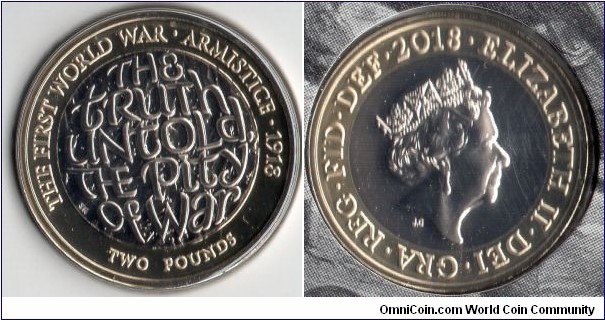 THE FIRST WORLD WAR · ARMISTICE · 1918
THE
TRUTH
UNTOLD
THE PITY
OF WAR
TWO POUNDS
ELIZABETH II · DEI · GRA · REG · FID · DEF · 2018
OmniCoin.com World Coin Community